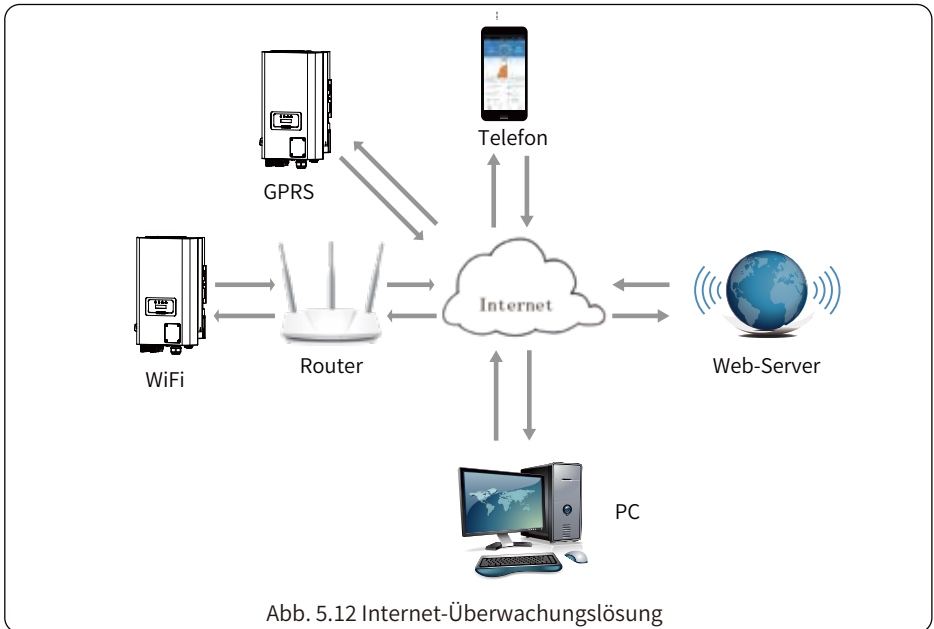 Telefon
GPRS
Internet
WiFi
Router
Web-Server
PC
Abb. 5.12 Internet-Überwachungslösung